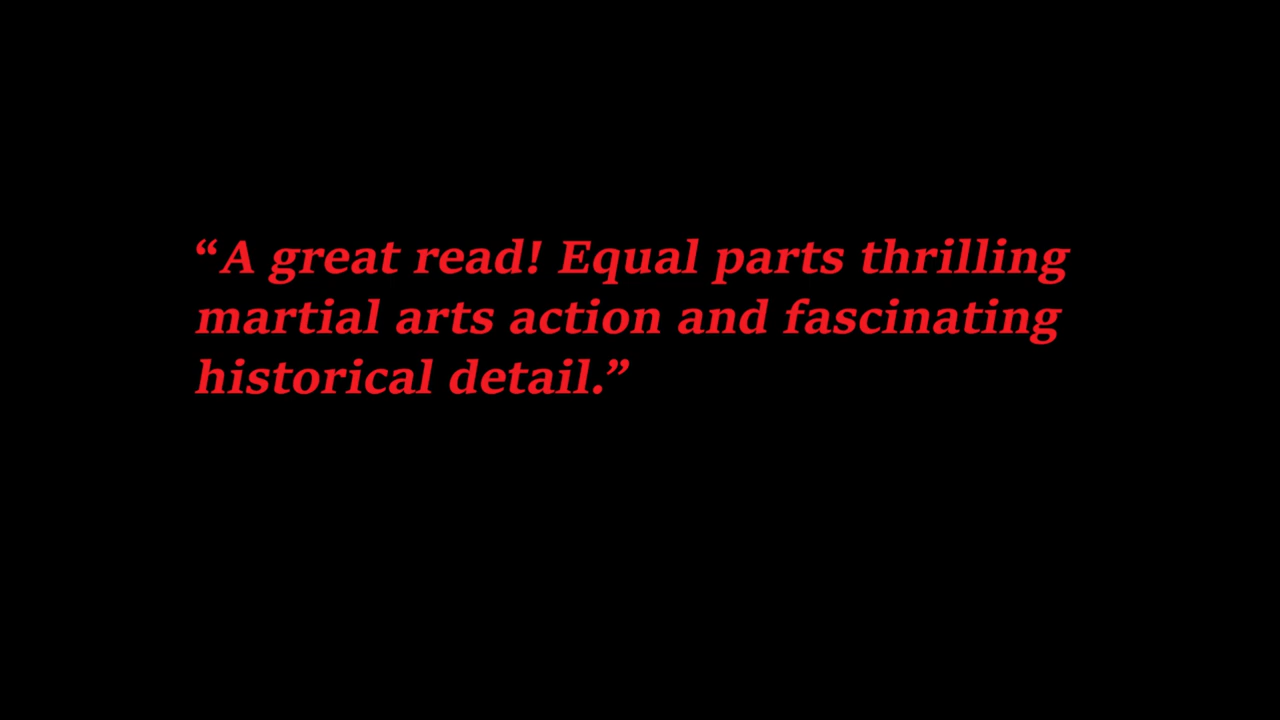 “A great read! Equal parts thrilling
martial arts action and fascinating
historical detail.”